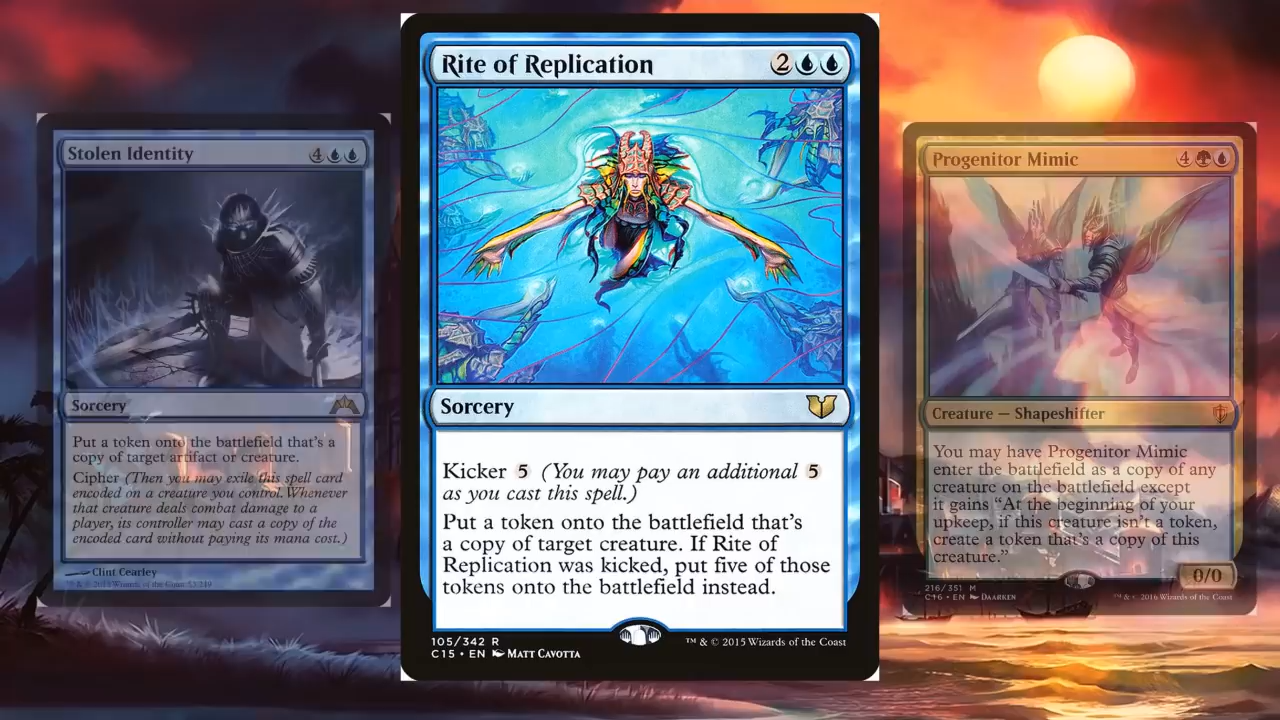 Stolen Identity 4
Sorcery
Put a token onto the battlefield that's a
copy of target artifact or creature.
Cipher (Then you may exile this spell card
encoded on a creature you control. Whenever
that creature deals combat damage to a
player, its controller may cast a copy of the
encoded card without paying its mana cost.)
Clint Cearley
Rite of Replication 2
Sorcery
Kicker 5 (You may pay an additional 5
as you cast this spell.)
Put a token onto the battlefield that's
a copy of target creature. If Rite of
Replication was kicked, put five of those
tokens onto the battlefield instead.
105/342 R
C15 • EN Matt Cavotta
™ & © 2015 Wizards of the Coast
Progenitor Mimic 4
Creature — Shapeshifter
You may have Progenitor Mimic
enter the battlefield as a copy of any
creature on the battlefield except
it gains "At the beginning of your
upkeep, if this creature isn't a token,
create a token that's a copy of this
creature."
0/0
216/351 M
C16 • EN Daarken
™ & © 2016 Wizards of the Coast